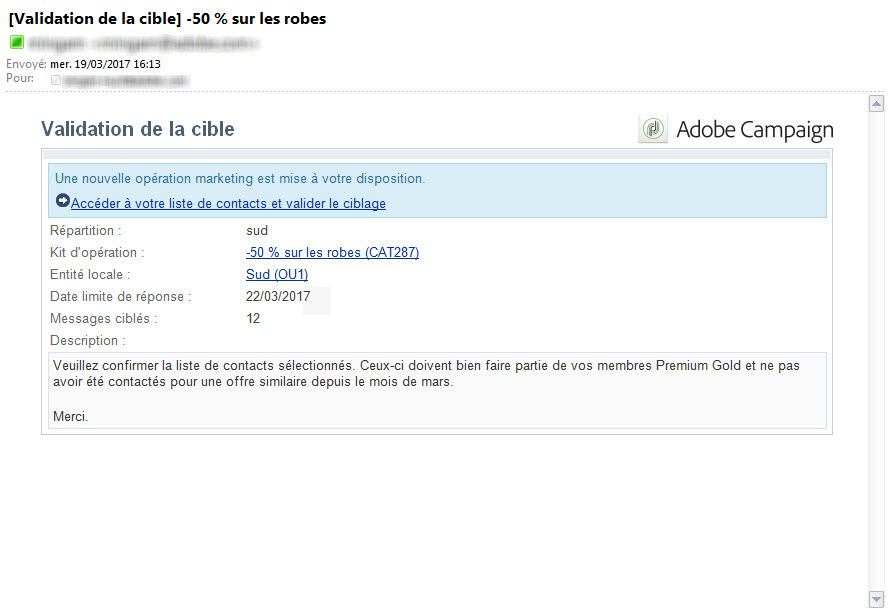 [Validation de la cible] -50 % sur les robes
Envoyé: mer. 19/03/2017 16:13
Pour:
Validation de la cible
Adobe Campaign
Une nouvelle opération marketing est mise à votre disposition.
Accéder à votre liste de contacts et valider le ciblage
Répartition : sud
Kit d'opération : -50 % sur les robes (CAT287)
Entité locale : Sud (OU1)
Date limite de réponse : 22/03/2017
Messages ciblés : 12
Description :
Veuillez confirmer la liste de contacts sélectionnés. Ceux-ci doivent bien faire partie de vos membres Premium Gold et ne pas
avoir été contactés pour une offre similaire depuis le mois de mars.
Merci.